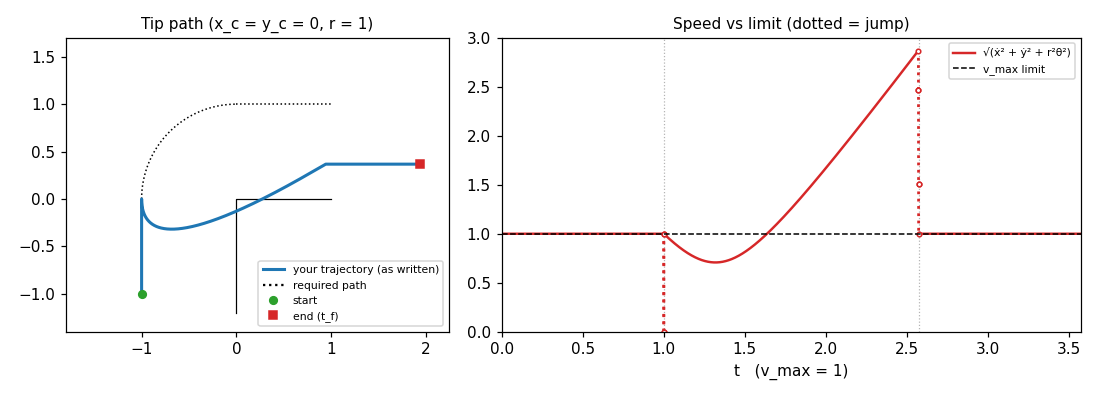 Tip path (x_c = y_c = 0, r = 1)
1.5
1.0
0.5
0.0
−0.5
−1.0
−1
0
1
2
your trajectory (as written)
required path
start
end (t_f)
Speed vs limit (dotted = jump)
3.0
2.5
2.0
1.5
1.0
0.5
0.0
0.0
0.5
1.0
1.5
2.0
2.5
3.0
3.5
√(ẋ² + ẏ² + r²θ̇²)
v_max limit
t   (v_max = 1)